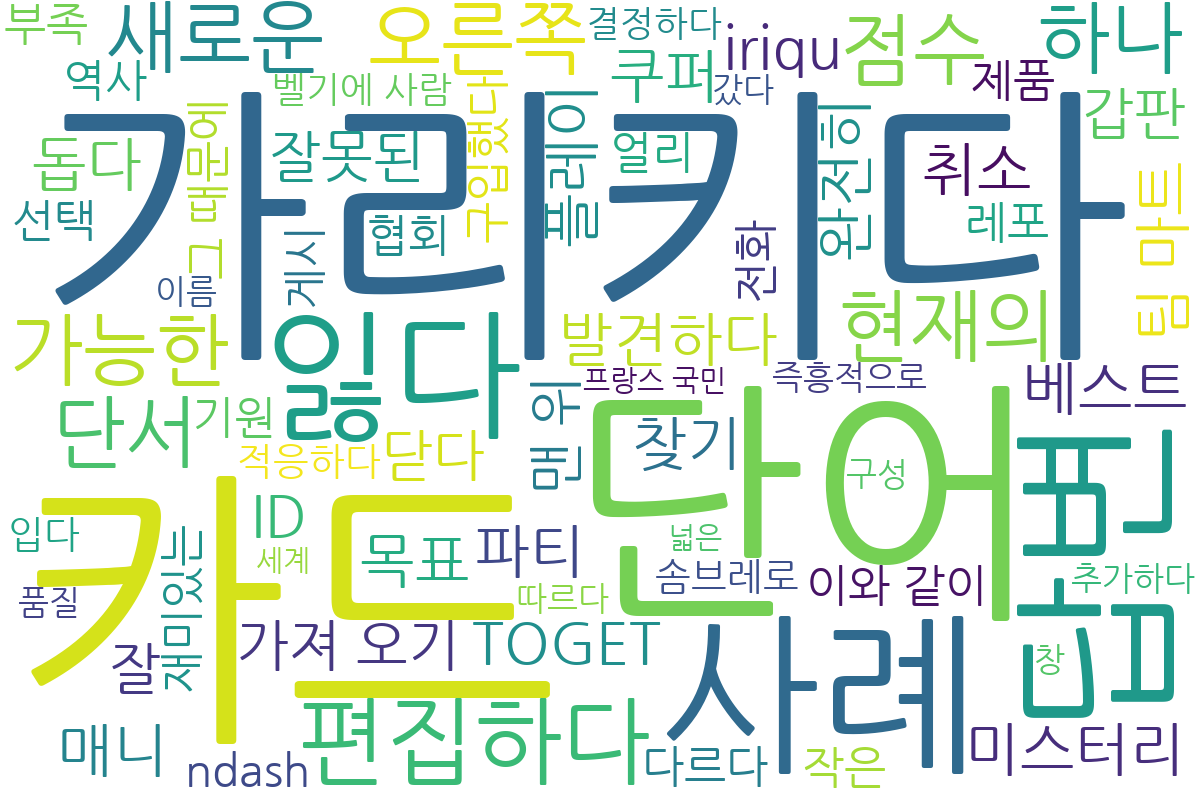 부족
새로운
오른쪽
결정하다
iriqu
점수
하나
역사
벨기에 사람
쿠퍼
갔다
제품
갑판
가리키다
돕다
그 때문에
잘못된
구입했다
플레이
얼리
완전히
취소
선택
협회
레포
팀 마트
이름
게시
전화
가능한
잃다
발견하다
현재의
프랑스 국민
즉흥적으로
베스트
단서
기원
맨 위
찾기
단어
적응하다
닫다
구성
빈
카드
ID
입다
목표
파티
넓은
세계
재미있는
솜브레로
이와 같이
추가하다
품질
따르다
사례
법
잘
가져 오기
TOGET
창
편집하다
매니
ndash
다르다
작은
미스터리